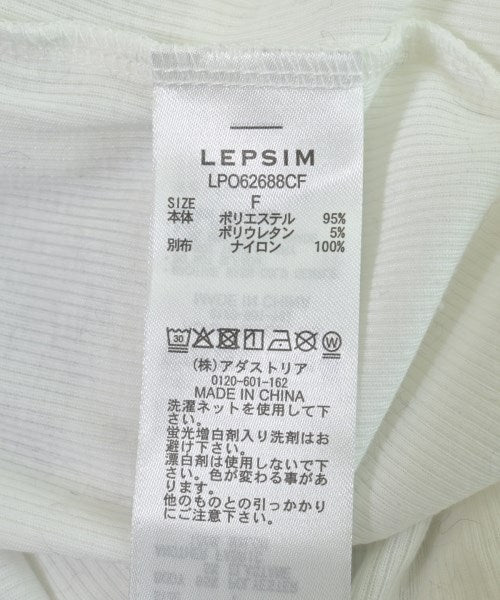 LEPSIM
LPO62688CF
SIZE F
本体 ポリエステル 95%
ポリウレタン 5%
別布 ナイロン 100%
30
W
(株)アダストリア
0120-601-162
MADE IN CHINA
洗濯ネットを使用して下
さい。
蛍光増白剤入り洗剤はお
避け下さい。
漂白剤は使用しないで下
さい。色が変わる事があ
ります。
他のものとの引っかかり
にご注意下さい。